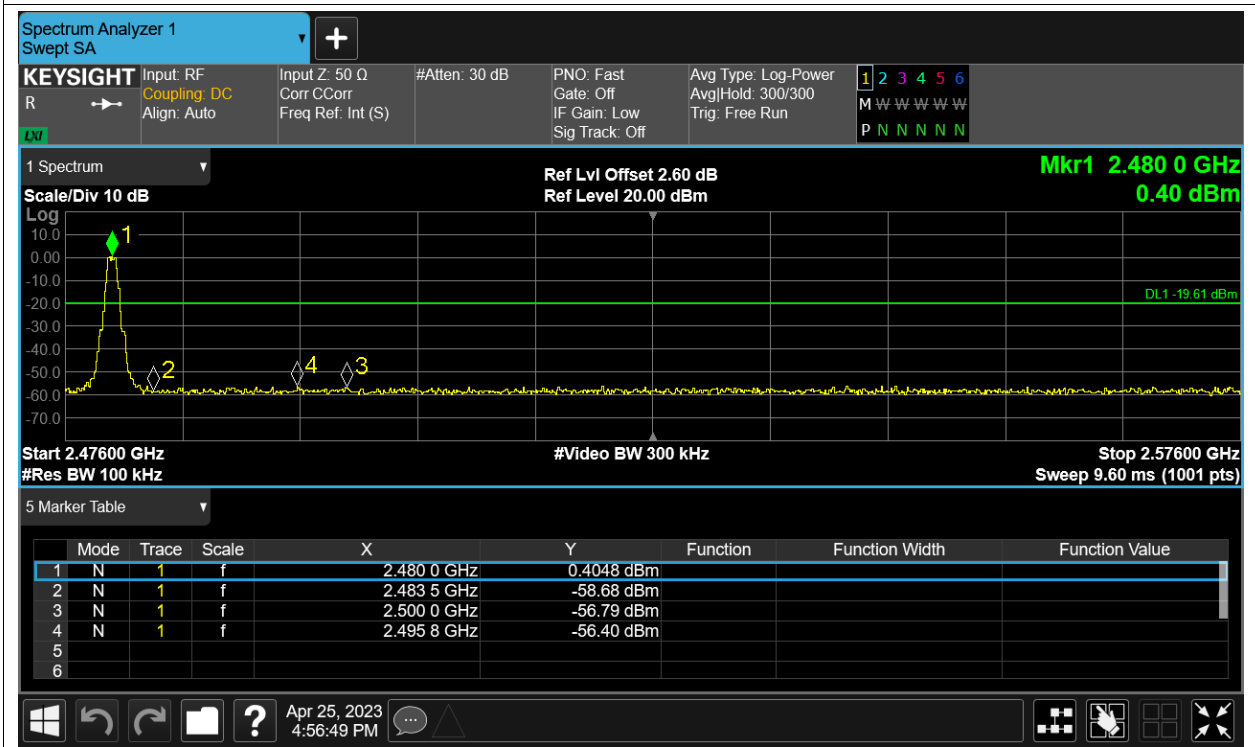 Spectrum Analyzer 1
Swept SA
+
KEYSIGHT Input: RF Input Z: 50 Ω #Atten: 30 dB PNO: Fast Avg Type: Log-Power 1 2 3 4 5 6
R Coupling: DC Corr CCorr Gate: Off Avg|Hold: 300/300 M W W W W W W
Align: Auto Freq Ref: Int (S) IF Gain: Low Trig: Free Run
LXI Sig Track: Off P N N N N N N
1 Spectrum Ref Lvl Offset 2.60 dB Mkr1 2.480 0 GHz
Scale/Div 10 dB Ref Level 20.00 dBm 0.40 dBm
Log
10.0 1
0.00
-10.0
-20.0 DL1 -19.61 dBm
-30.0
-40.0
-50.0 2 4 3
-60.0
-70.0
Start 2.47600 GHz #Video BW 300 kHz Stop 2.57600 GHz
#Res BW 100 kHz Sweep 9.60 ms (1001 pts)
5 Marker Table
Mode Trace Scale X Y Function Function Width Function Value
1 N 1 f 2.480 0 GHz 0.4048 dBm
2 N 1 f 2.483 5 GHz -58.68 dBm
3 N 1 f 2.500 0 GHz -56.79 dBm
4 N 1 f 2.495 8 GHz -56.40 dBm
5
6
? Apr 25, 2023
4:56:49 PM